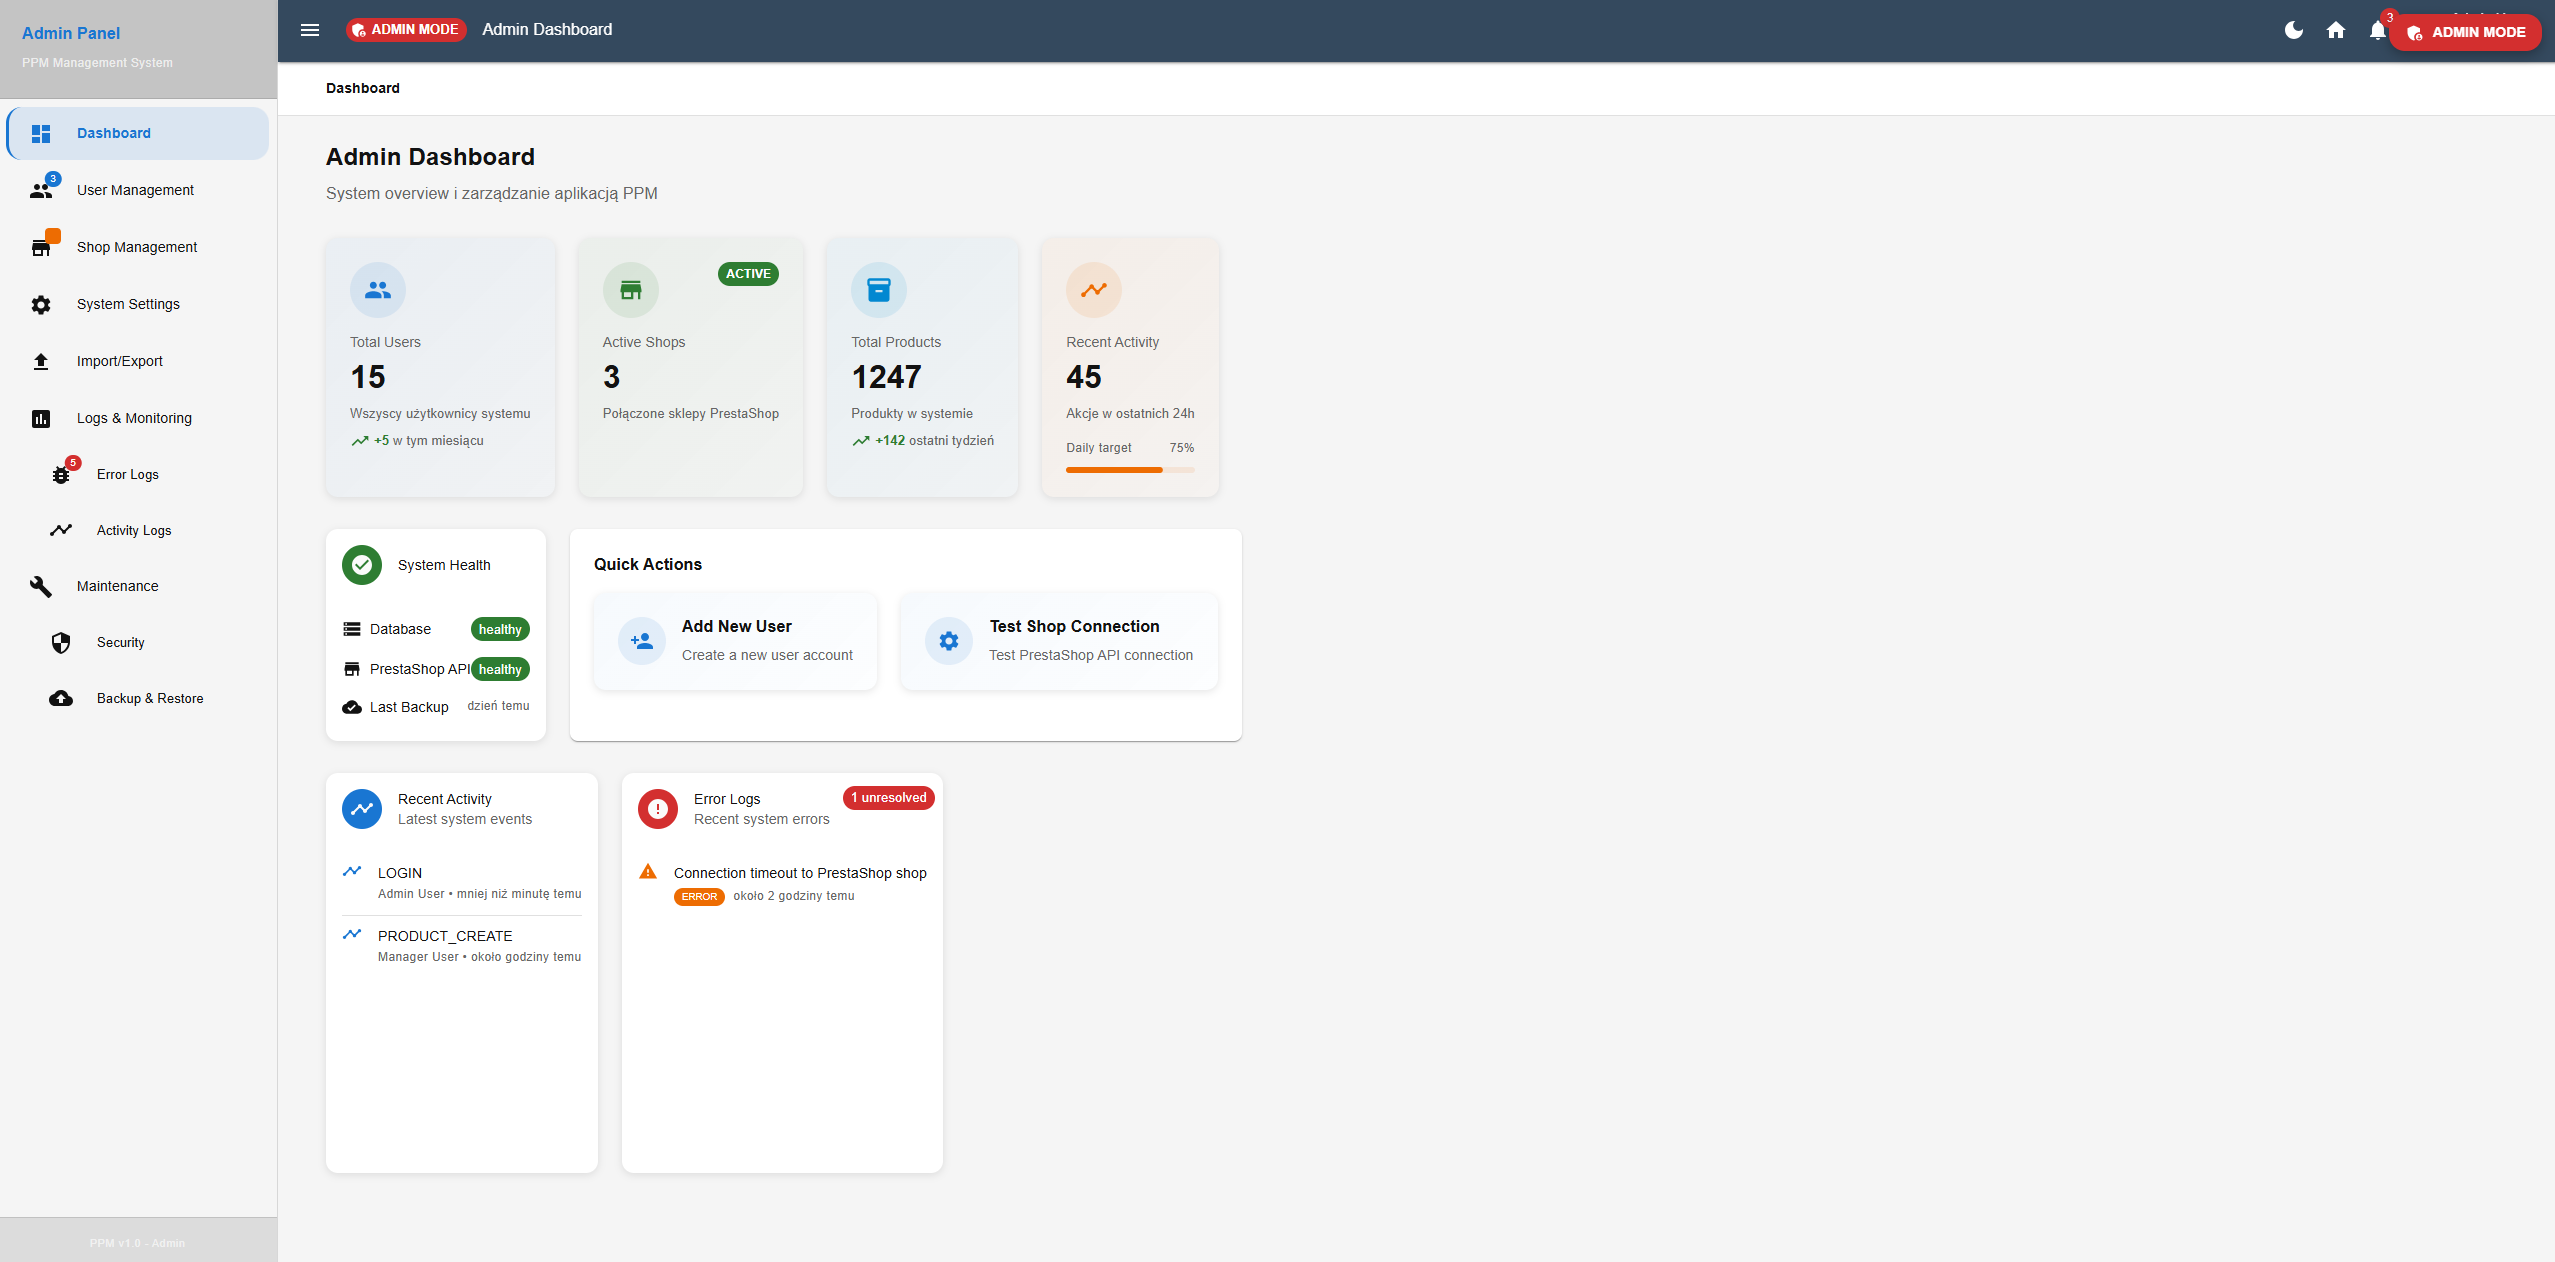 Admin Panel
PPM Management System
Dashboard
3
User Management
Shop Management
System Settings
Import/Export
Logs & Monitoring
5
Error Logs
Activity Logs
Maintenance
Security
Backup & Restore
PPM v1.0 - Admin
ADMIN MODE
Admin Dashboard
3
ADMIN MODE
Dashboard
Admin Dashboard
System overview i zarządzanie aplikacją PPM
Total Users
15
Wszyscy użytkownicy systemu
+5 w tym miesiącu
ACTIVE
Active Shops
3
Połączone sklepy PrestaShop
Total Products
1247
Produkty w systemie
+142 ostatni tydzień
Recent Activity
45
Akcje w ostatnich 24h
Daily target 75%
System Health
Database healthy
PrestaShop API healthy
Last Backup dzień temu
Quick Actions
Add New User
Create a new user account
Test Shop Connection
Test PrestaShop API connection
Recent Activity
Latest system events
LOGIN
Admin User • mniej niż minutę temu
PRODUCT_CREATE
Manager User • około godziny temu
Error Logs
Recent system errors
1 unresolved
Connection timeout to PrestaShop shop
ERROR około 2 godziny temu